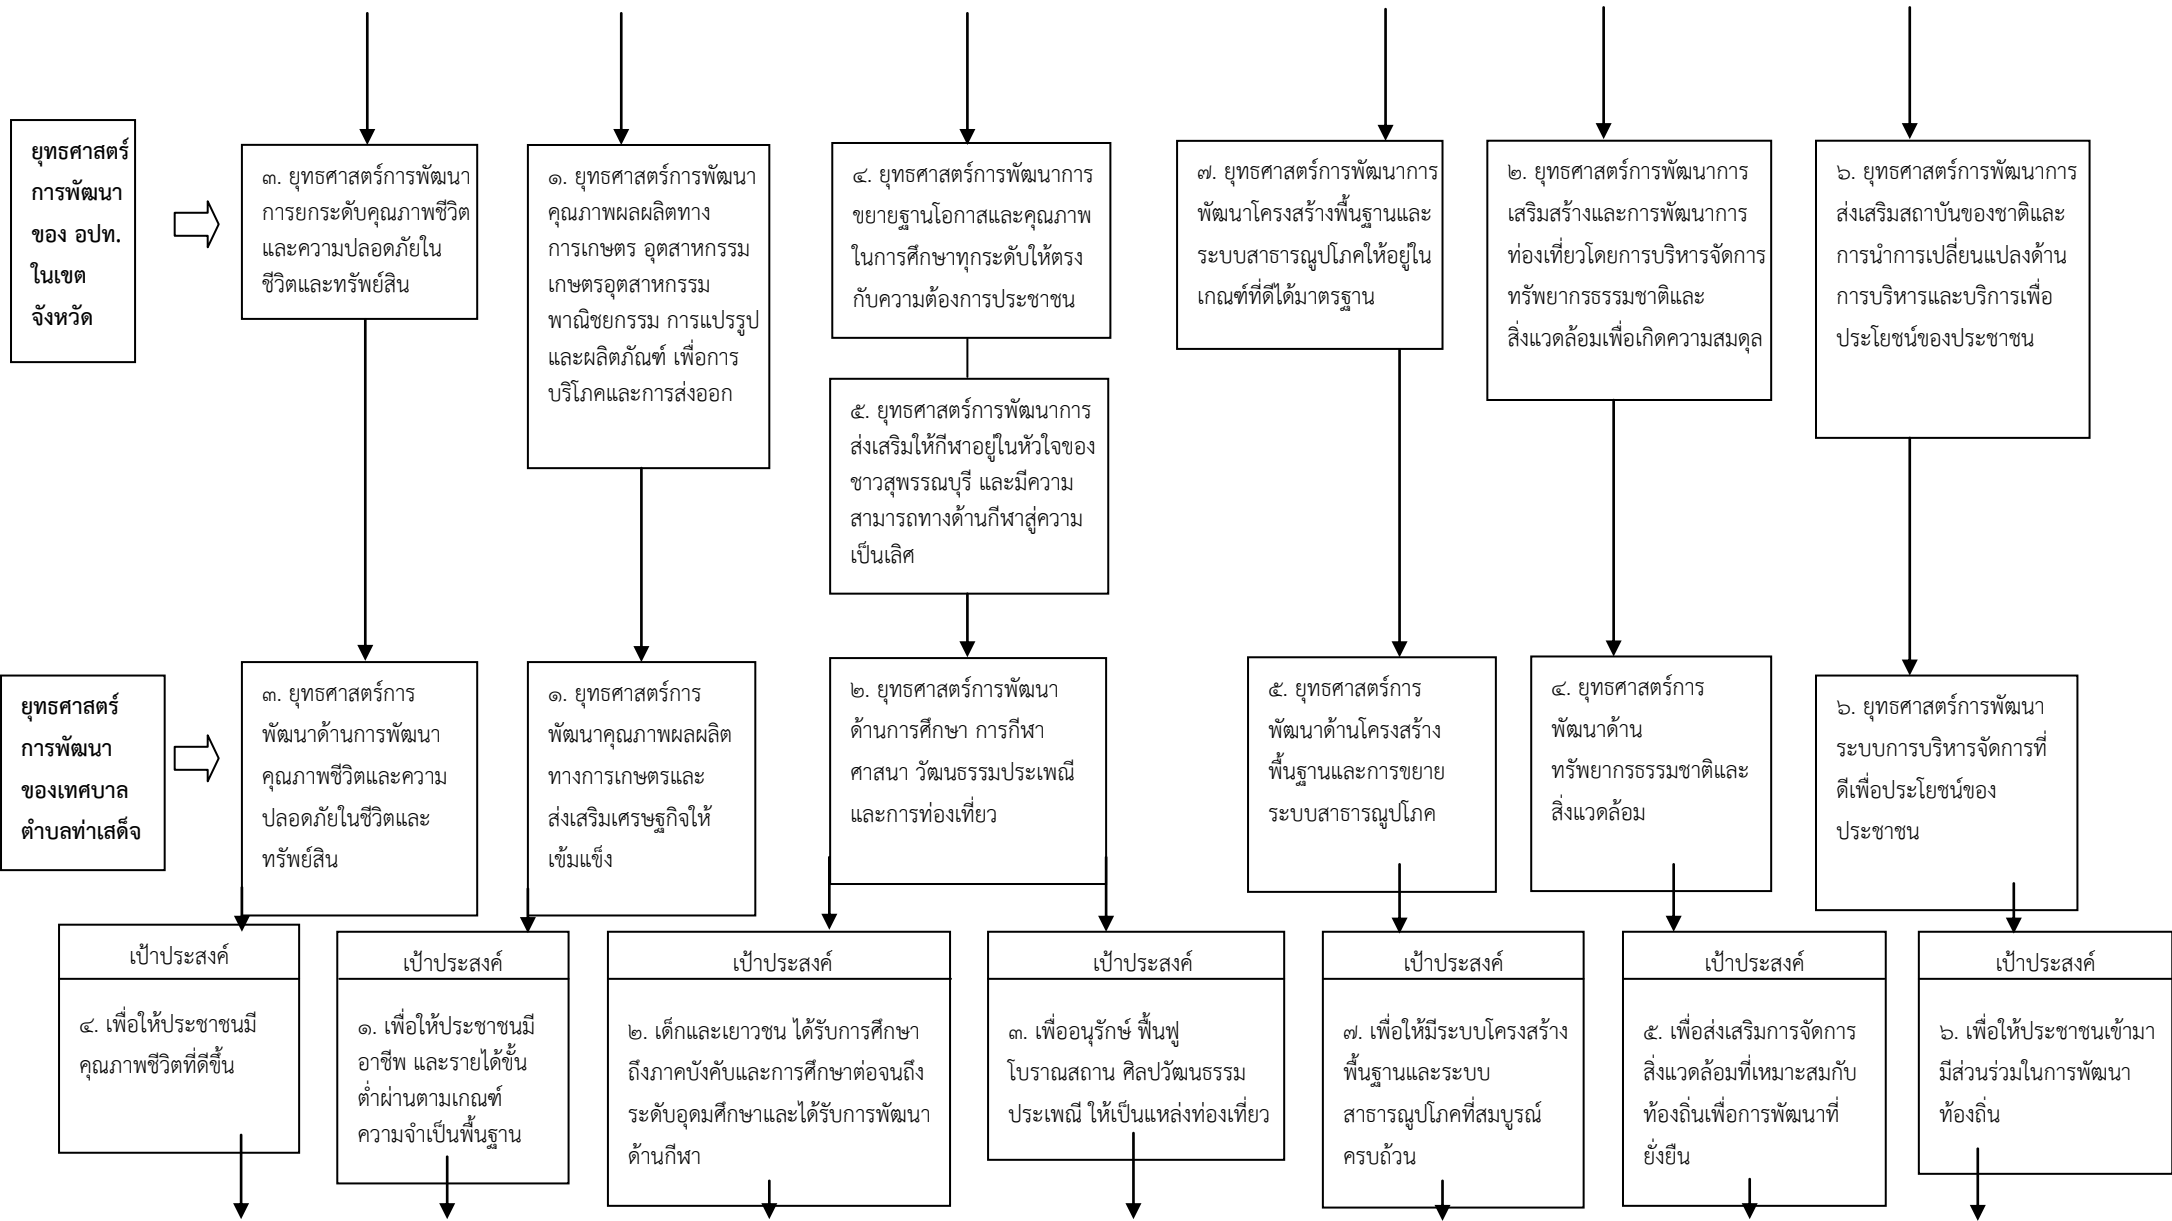 ยุทธศาสตร์
การพัฒนา
ของ อปท.
ในเขต
จังหวัด
๓. ยุทธศาสตร์การพัฒนา
การยกระดับคุณภาพชีวิต
และความปลอดภัยใน
ชีวิตและทรัพย์สิน
๑. ยุทธศาสตร์การพัฒนา
คุณภาพผลผลิตทาง
การเกษตร อุตสาหกรรม
เกษตรอุตสาหกรรม
พาณิชยกรรม การแปรรูป
และผลิตภัณฑ์ เพื่อการ
บริโภคและการส่งออก
๔. ยุทธศาสตร์การพัฒนาการ
ขยายฐานโอกาสและคุณภาพ
ในการศึกษาทุกระดับให้ตรง
กับความต้องการประชาชน
๕. ยุทธศาสตร์การพัฒนาการ
ส่งเสริมให้กีฬาอยู่ในหัวใจของ
ชาวสุพรรณบุรี และมีความ
สามารถทางด้านกีฬาสู่ความ
เป็นเลิศ
๗. ยุทธศาสตร์การพัฒนาการ
พัฒนาโครงสร้างพื้นฐานและ
ระบบสาธารณูปโภคให้อยู่ใน
เกณฑ์ที่ดีได้มาตรฐาน
๒. ยุทธศาสตร์การพัฒนาการ
เสริมสร้างและการพัฒนาการ
ท่องเที่ยวโดยการบริหารจัดการ
ทรัพยากรธรรมชาติและ
สิ่งแวดล้อมเพื่อเกิดความสมดุล
๖. ยุทธศาสตร์การพัฒนาการ
ส่งเสริมสถาบันของชาติและ
การนำการเปลี่ยนแปลงด้าน
การบริหารและบริการเพื่อ
ประโยชน์ของประชาชน
ยุทธศาสตร์
การพัฒนา
ของเทศบาล
ตำบลท่าเสด็จ
๓. ยุทธศาสตร์การ
พัฒนาด้านการพัฒนา
คุณภาพชีวิตและความ
ปลอดภัยในชีวิตและ
ทรัพย์สิน
๑. ยุทธศาสตร์การ
พัฒนาคุณภาพผลผลิต
ทางการเกษตรและ
ส่งเสริมเศรษฐกิจให้
เข้มแข็ง
๒. ยุทธศาสตร์การพัฒนา
ด้านการศึกษา การกีฬา
ศาสนา วัฒนธรรมประเพณี
และการท่องเที่ยว
๕. ยุทธศาสตร์การ
พัฒนาด้านโครงสร้าง
พื้นฐานและการขยาย
ระบบสาธารณูปโภค
๔. ยุทธศาสตร์การ
พัฒนาด้าน
ทรัพยากรธรรมชาติและ
สิ่งแวดล้อม
๖. ยุทธศาสตร์การพัฒนา
ระบบการบริหารจัดการที่
ดีเพื่อประโยชน์ของ
ประชาชน
เป้าประสงค์
๔. เพื่อให้ประชาชนมี
คุณภาพชีวิตที่ดีขึ้น
เป้าประสงค์
๑. เพื่อให้ประชาชนมี
อาชีพ และรายได้ขั้น
ต่ำผ่านตามเกณฑ์
ความจำเป็นพื้นฐาน
เป้าประสงค์
๒. เด็กและเยาวชน ได้รับการศึกษา
ถึงภาคบังคับและการศึกษาต่อจนถึง
ระดับอุดมศึกษาและได้รับการพัฒนา
ด้านกีฬา
เป้าประสงค์
๓. เพื่ออนุรักษ์ ฟื้นฟู
โบราณสถาน ศิลปวัฒนธรรม
ประเพณี ให้เป็นแหล่งท่องเที่ยว
เป้าประสงค์
๗. เพื่อให้มีระบบโครงสร้าง
พื้นฐานและระบบ
สาธารณูปโภคที่สมบูรณ์
ครบถ้วน
เป้าประสงค์
๕. เพื่อส่งเสริมการจัดการ
สิ่งแวดล้อมที่เหมาะสมกับ
ท้องถิ่นเพื่อการพัฒนาที่
ยั่งยืน
เป้าประสงค์
๖. เพื่อให้ประชาชนเข้ามา
มีส่วนร่วมในการพัฒนา
ท้องถิ่น